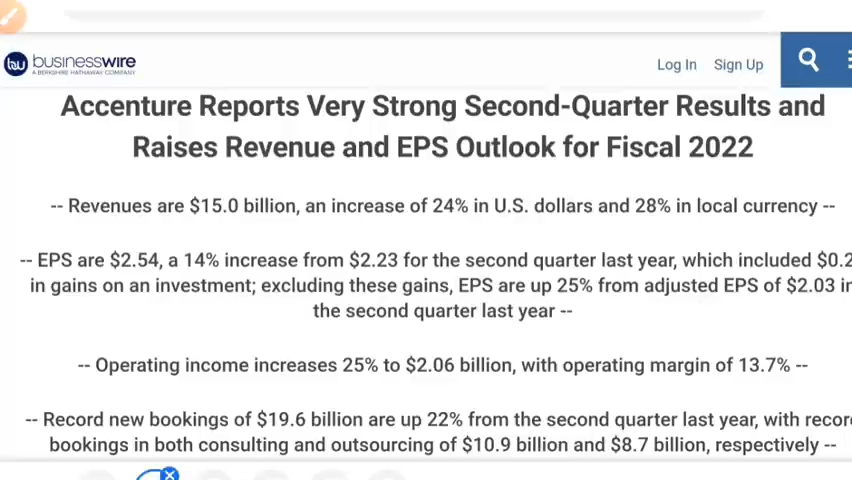 businesswire
A BERKSHIRE HATHAWAY COMPANY
Log In Sign Up
Accenture Reports Very Strong Second-Quarter Results and
Raises Revenue and EPS Outlook for Fiscal 2022
-- Revenues are $15.0 billion, an increase of 24% in U.S. dollars and 28% in local currency --
-- EPS are $2.54, a 14% increase from $2.23 for the second quarter last year, which included $0.2
in gains on an investment; excluding these gains, EPS are up 25% from adjusted EPS of $2.03 in
the second quarter last year --
-- Operating income increases 25% to $2.06 billion, with operating margin of 13.7% --
-- Record new bookings of $19.6 billion are up 22% from the second quarter last year, with record
bookings in both consulting and outsourcing of $10.9 billion and $8.7 billion, respectively --